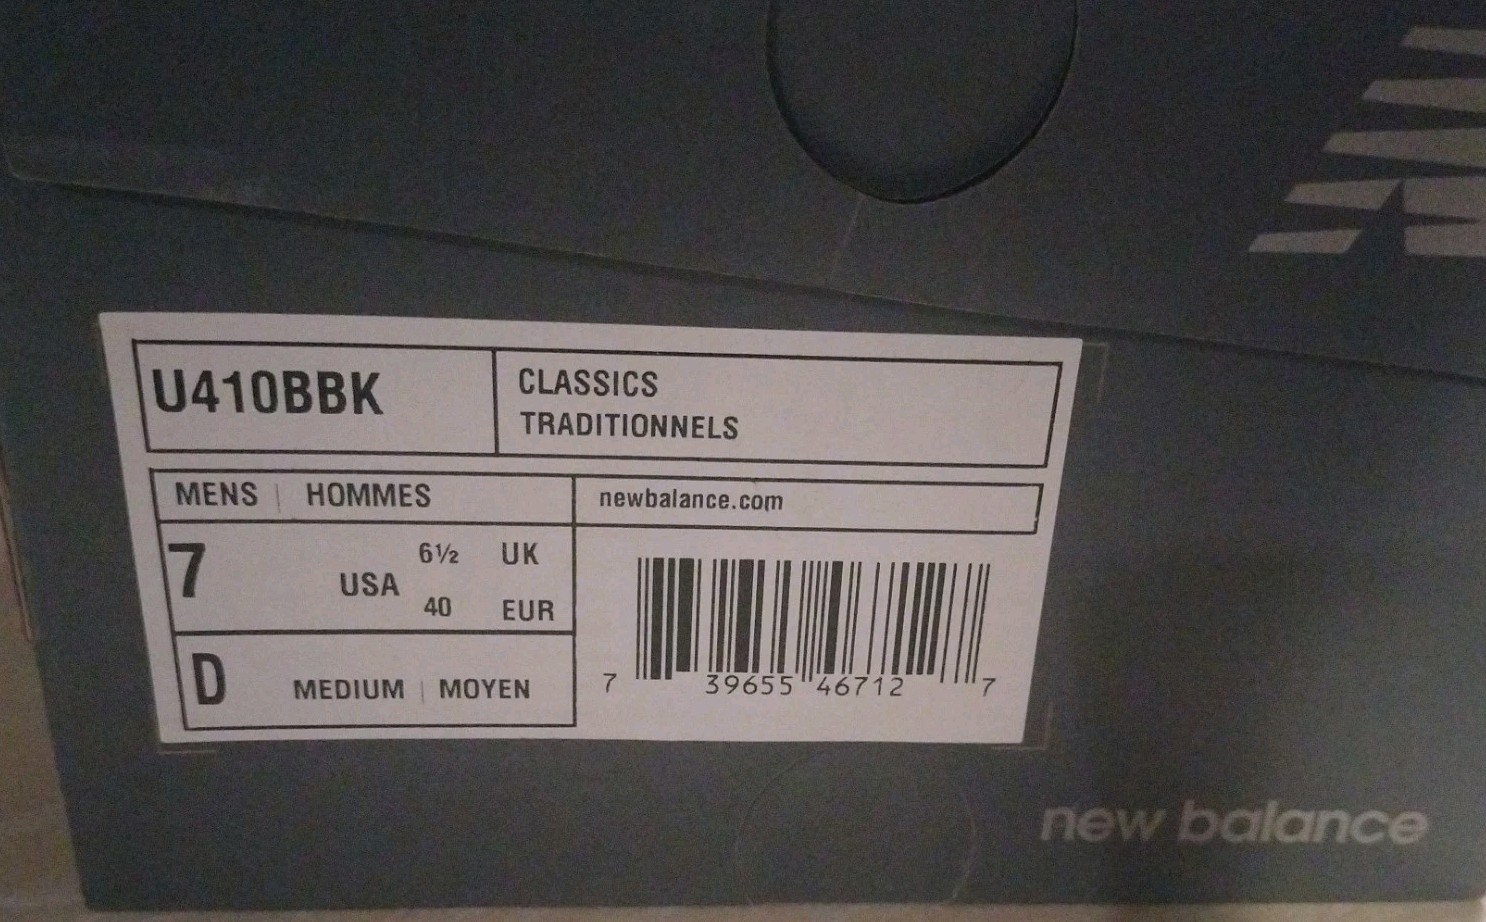 U410BBK
CLASSICS
TRADITIONNELS
MENS | HOMMES
newbalance.com
7 USA
6½ UK
40 EUR
D MEDIUM | MOYEN
7 39655 46712 7
new balance